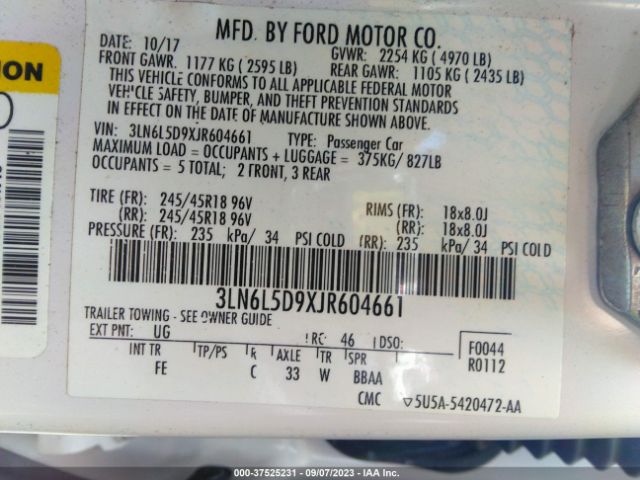 MFD. BY FORD MOTOR CO.
DATE: 10/17
GVWR: 2254 KG ( 4970 LB)
FRONT GAWR: 1177 KG ( 2595 LB)
REAR GAWR: 1105 KG ( 2435 LB)
THIS VEHICLE CONFORMS TO ALL APPLICABLE FEDERAL MOTOR
VEHICLE SAFETY, BUMPER, AND THEFT PREVENTION STANDARDS
IN EFFECT ON THE DATE OF MANUFACTURE SHOWN ABOVE.
VIN: 3LN6L5D9XJR604661 TYPE: Passenger Car
MAXIMUM LOAD = OCCUPANTS + LUGGAGE = 375KG/ 827LB
OCCUPANTS = 5 TOTAL; 2 FRONT, 3 REAR
TIRE (FR): 245/45R18 96V RIMS (FR): 18x8.0J
(RR): 245/45R18 96V (RR): 18x8.0J
PRESSURE (FR): 235 kPa/ 34 PSI COLD (RR): 235 kPa/ 34 PSI COLD
3LN6L5D9XJR604661
TRAILER TOWING - SEE OWNER GUIDE
EXT PNT: UG RC: 46 DSO: F0044
INT TR TP/PS R AXLE TR SPR R0112
FE C 33 W BBAA
CMC ▽5U5A-5420472-AA
000-37525231 - 09/07/2023 - IAA Inc.